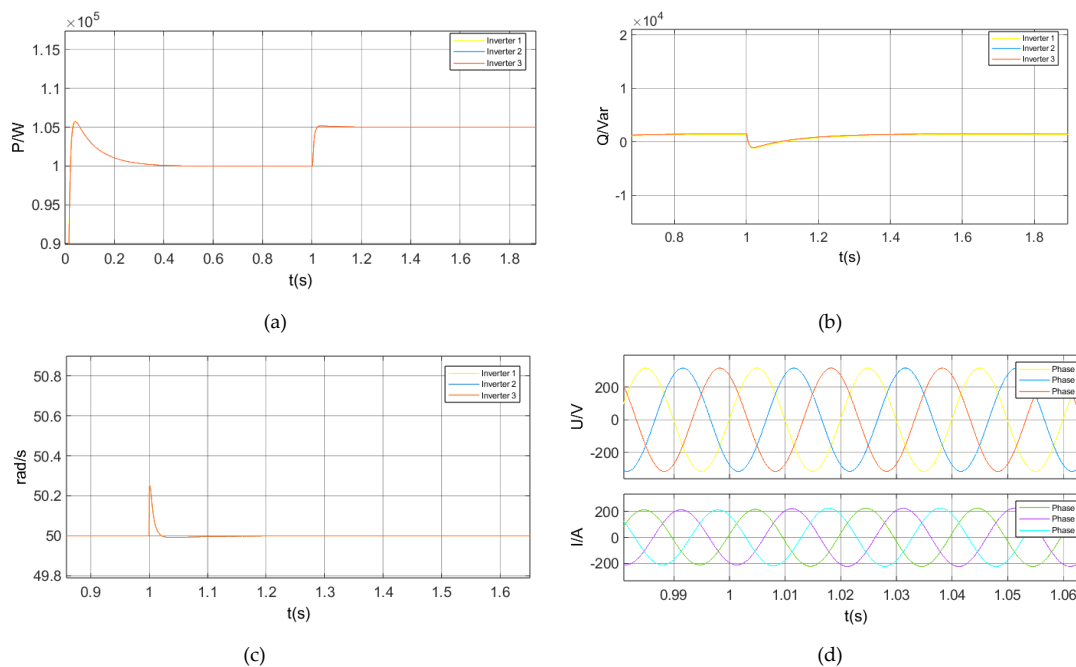 ×10⁵
1.15
1.1
1.05
1
0.95
0.9
P/W
Inverter 1
Inverter 2
Inverter 3
0 0.2 0.4 0.6 0.8 1 1.2 1.4 1.6 1.8
t(s)
(a)
×10⁴
2
1
0
-1
Q/Var
Inverter 1
Inverter 2
Inverter 3
0.8 1 1.2 1.4 1.6 1.8
t(s)
(b)
50.8
50.6
50.4
50.2
50
49.8
rad/s
Inverter 1
Inverter 2
Inverter 3
0.9 1 1.1 1.2 1.3 1.4 1.5 1.6
t(s)
(c)
200
0
-200
U/V
Phase
Phase
Phase
200
0
-200
I/A
Phase
Phase
Phase
0.99 1 1.01 1.02 1.03 1.04 1.05 1.06
t(s)
(d)